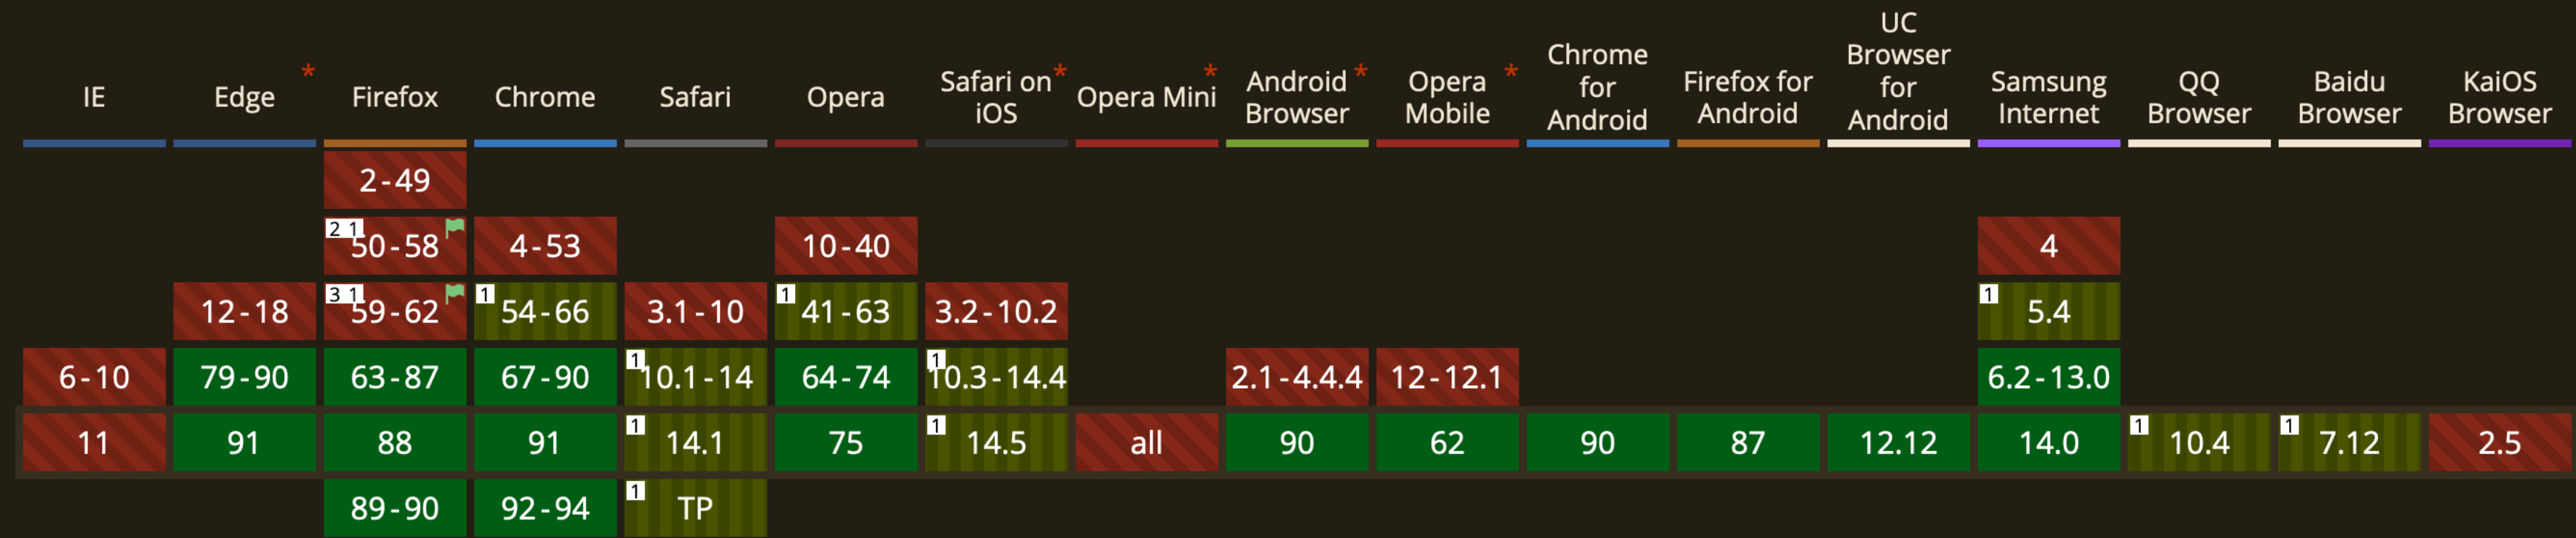 IE
Edge *
Firefox
Chrome
Safari
Opera
Safari on *
iOS
Opera Mini *
Android *
Browser
Opera *
Mobile
Chrome
for
Android
Firefox for
Android
UC
Browser
for
Android
Samsung
Internet
QQ
Browser
Baidu
Browser
KaiOS
Browser
2-49
2 1 50-58
4-53
10-40
4
12-18
3 1 59-62
1 54-66
3.1-10
1 41-63
3.2-10.2
1 5.4
6-10
79-90
63-87
67-90
1 10.1-14
64-74
1 10.3-14.4
2.1-4.4.4
12-12.1
6.2-13.0
11
91
88
91
1 14.1
75
1 14.5
all
90
62
90
87
12.12
14.0
1 10.4
1 7.12
2.5
89-90
92-94
1 TP